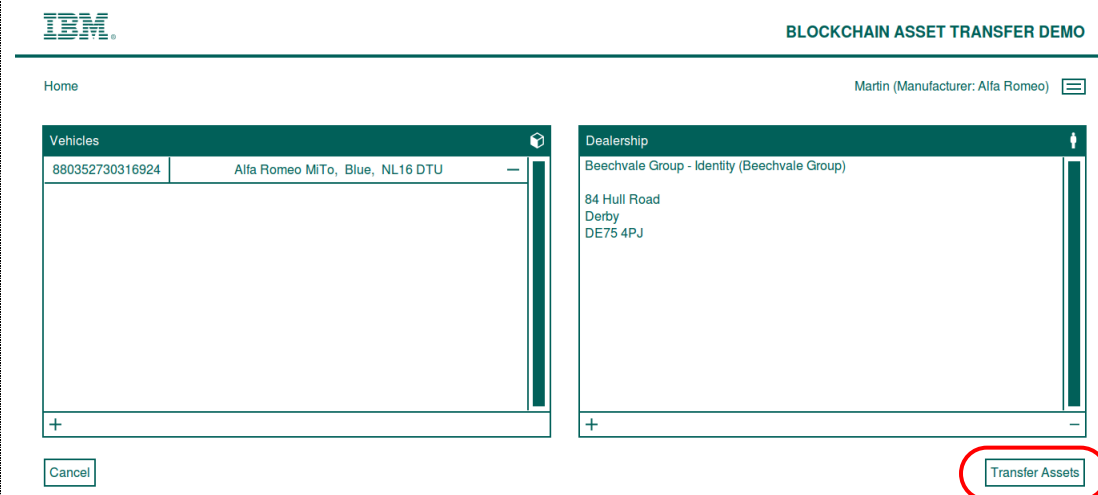 IBM®
BLOCKCHAIN ASSET TRANSFER DEMO
Home
Martin (Manufacturer: Alfa Romeo)
Vehicles
880352730316924 Alfa Romeo MiTo, Blue, NL16 DTU −
+
Dealership
Beechvale Group - Identity (Beechvale Group)
84 Hull Road
Derby
DE75 4PJ
+ −
Cancel
Transfer Assets